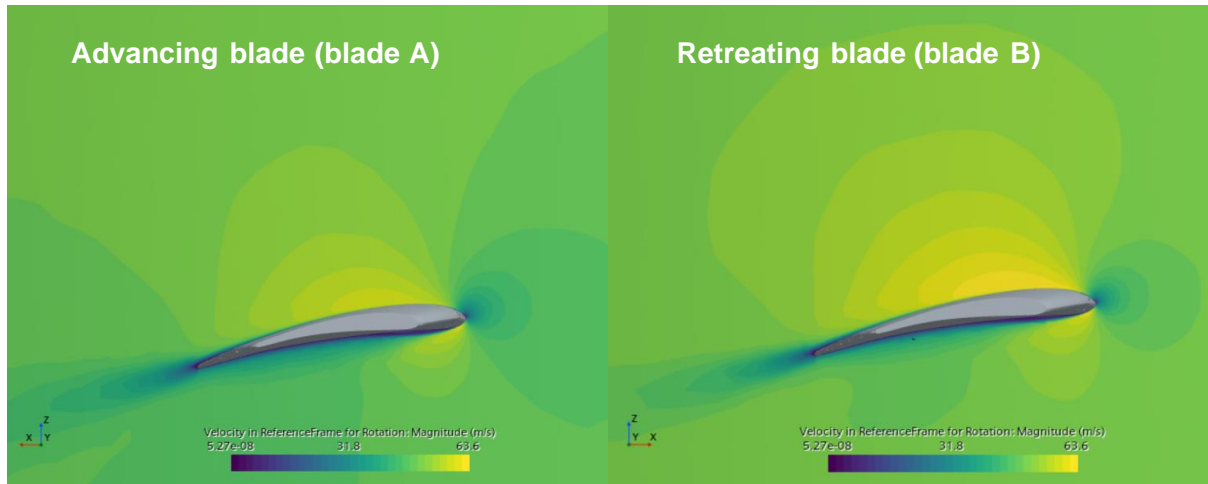 Advancing blade (blade A)
Retreating blade (blade B)
Z
X
Y
Velocity in ReferenceFrame for Rotation: Magnitude (m/s)
5.27e-08 31.8 63.6
Z
Y
X
Velocity in ReferenceFrame for Rotation: Magnitude (m/s)
5.27e-08 31.8 63.6